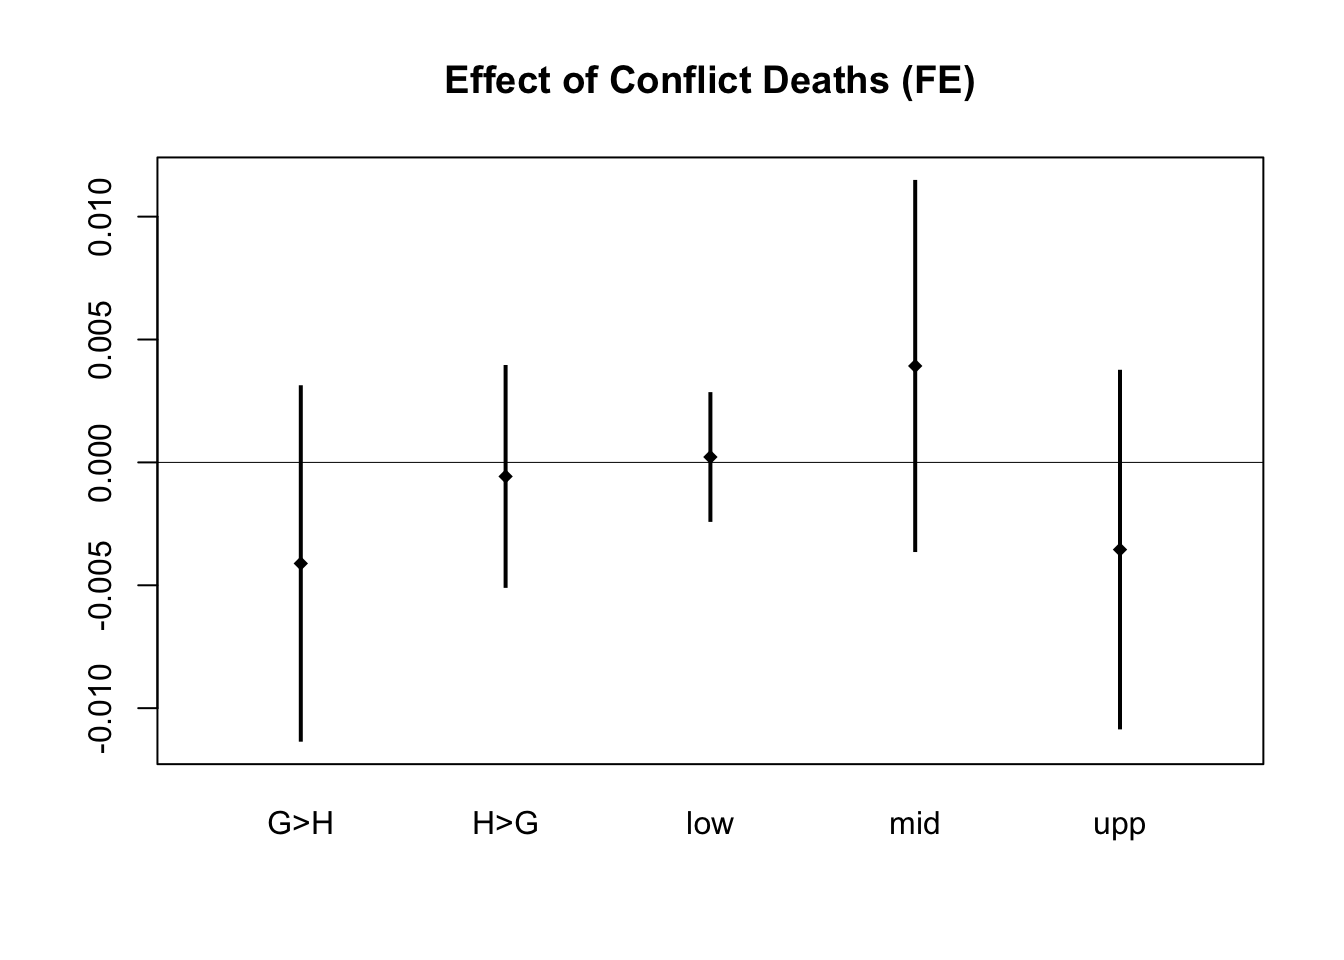 Effect of Conflict Deaths (FE)
0.010
0.005
0.000
-0.005
-0.010
G>H H>G low mid upp